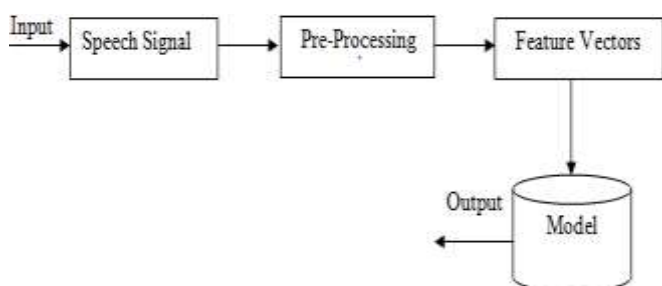 Input
Speech Signal
Pre-Processing
Feature Vectors
Output
Model